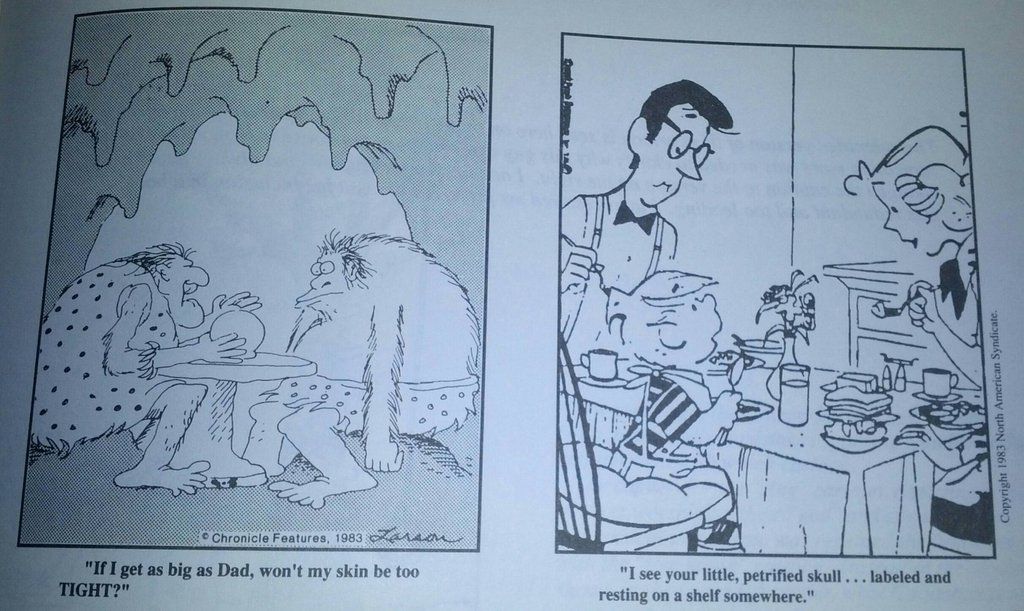 © Chronicle Features, 1983
Larson
"If I get as big as Dad, won't my skin be too
TIGHT?"
"I see your little, petrified skull . . . labeled and
resting on a shelf somewhere."
Copyright 1983 North American Syndicate.